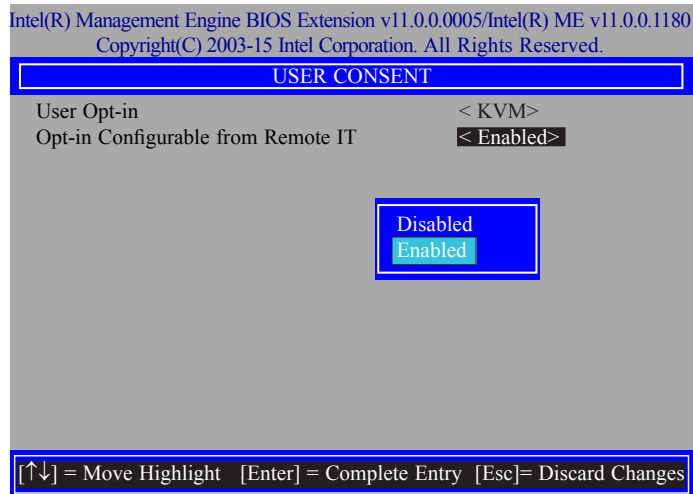 Intel(R) Management Engine BIOS Extension v11.0.0.0005/Intel(R) ME v11.0.0.1180
Copyright(C) 2003-15 Intel Corporation. All Rights Reserved.
USER CONSENT
User Opt-in < KVM>
Opt-in Configurable from Remote IT < Enabled>
Disabled
Enabled
[↑↓] = Move Highlight [Enter] = Complete Entry [Esc]= Discard Changes